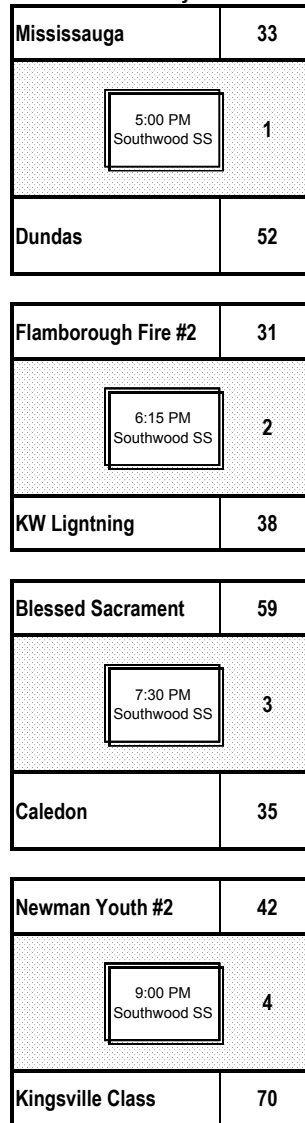 Mississauga 33
5:00 PM
Southwood SS
1
Dundas 52
Flamborough Fire #2 31
6:15 PM
Southwood SS
2
KW Ligntning 38
Blessed Sacrament 59
7:30 PM
Southwood SS
3
Caledon 35
Newman Youth #2 42
9:00 PM
Southwood SS
4
Kingsville Class 70